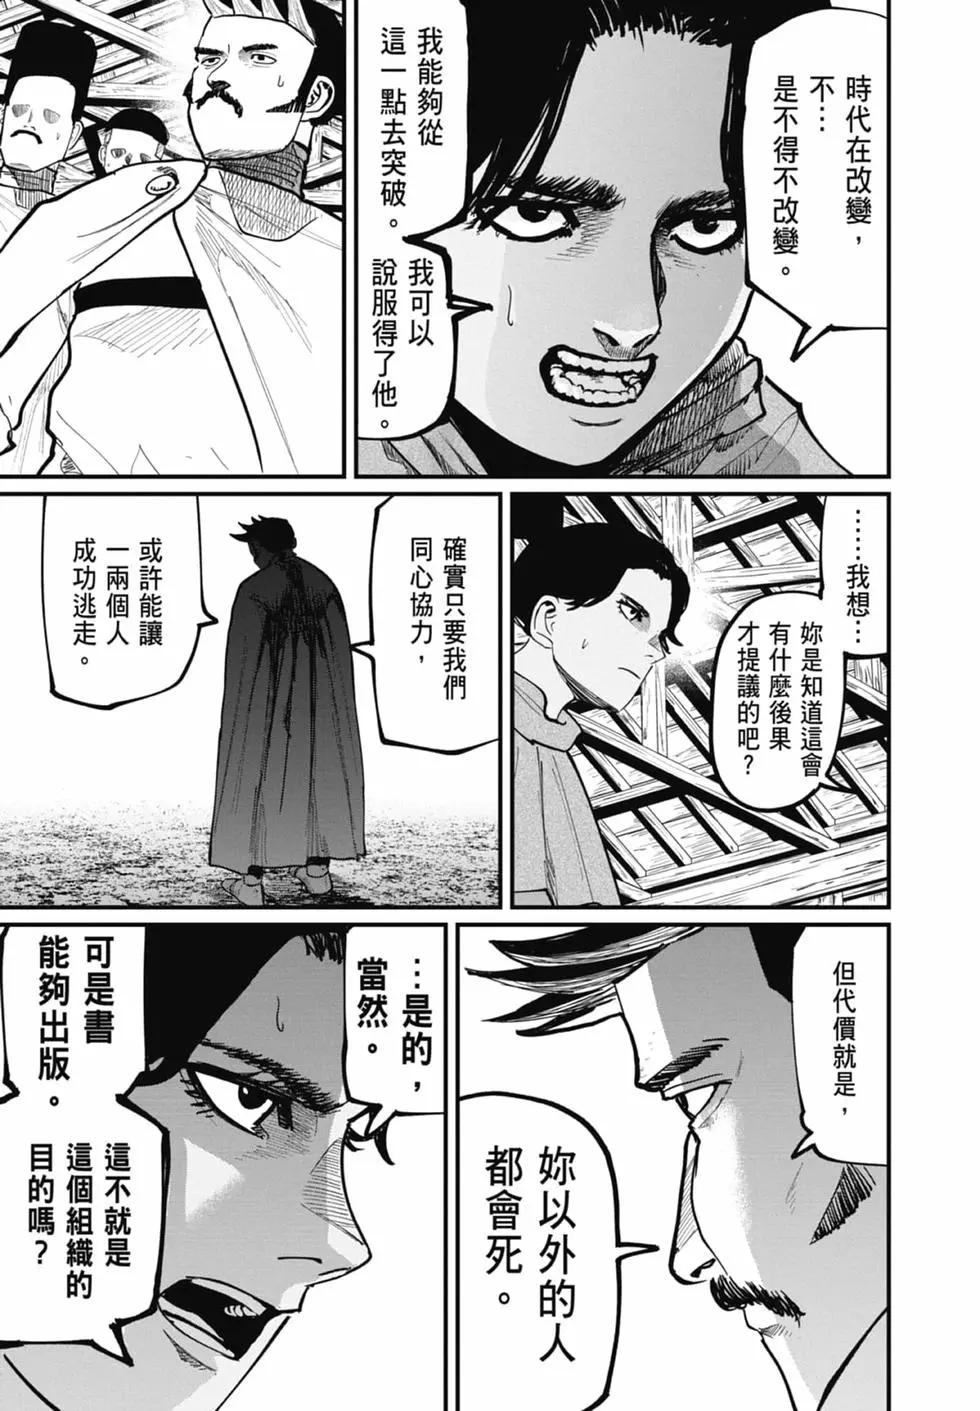 時代在改變，
不…
是不得不改變。
我能夠從
這一點去突破。
我可以
說服得了他。
……我想…
妳是知道這會
有什麼後果
才提議的吧？
確實只要我們
同心協力，
或許能讓
一兩個人
成功逃走。
但代價就是，
妳以外的人
都會死。
…是的，
當然。
可是書
能夠出版。
這不就是
這個組織的
目的嗎？